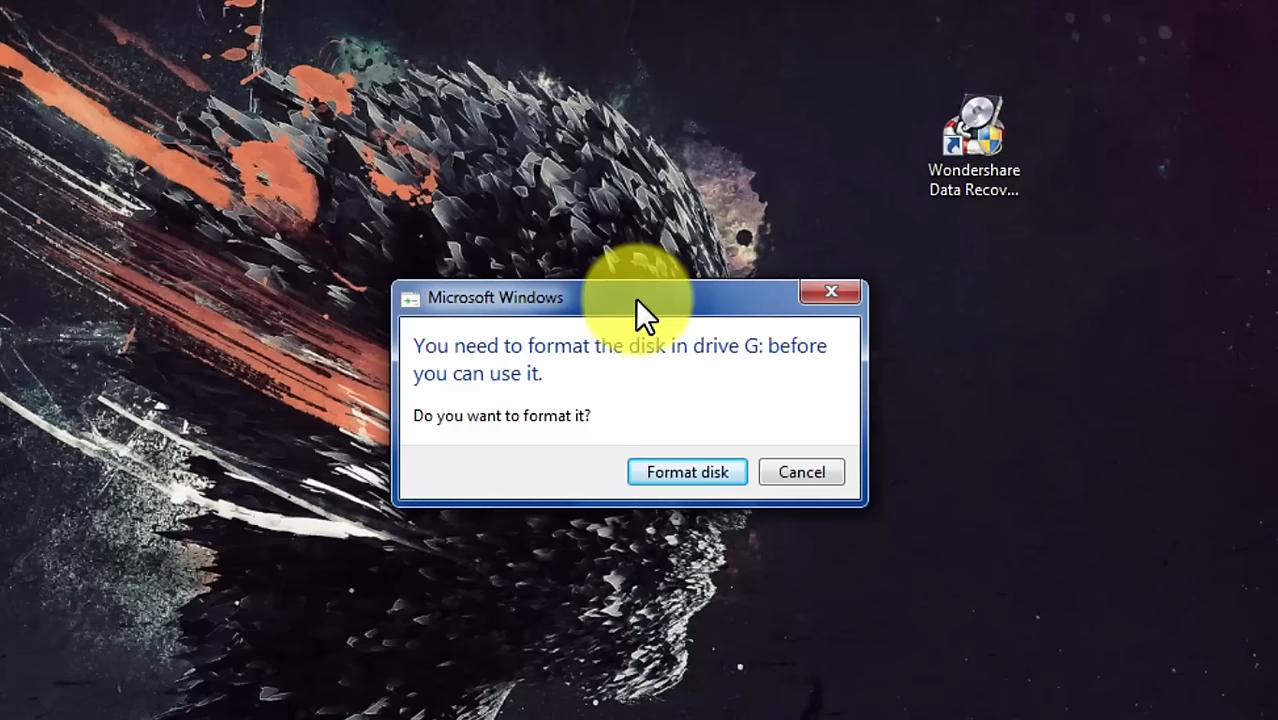 Wondershare
Data Recov...
Microsoft Windows
You need to format the disk in drive G: before
you can use it.
Do you want to format it?
Format disk
Cancel